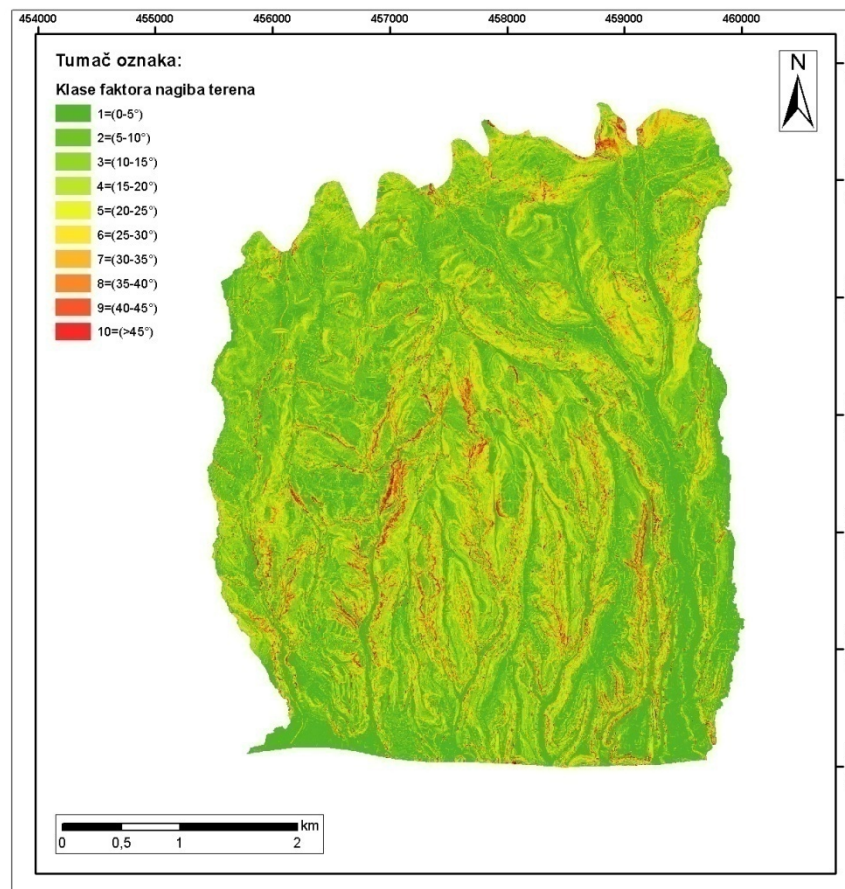 454000 455000 456000 457000 458000 459000 460000
Tumač oznaka:
N
Klase faktora nagiba terena
1=(0-5°)
2=(5-10°)
3=(10-15°)
4=(15-20°)
5=(20-25°)
6=(25-30°)
7=(30-35°)
8=(35-40°)
9=(40-45°)
10=(>45°)
km
0 0,5 1 2